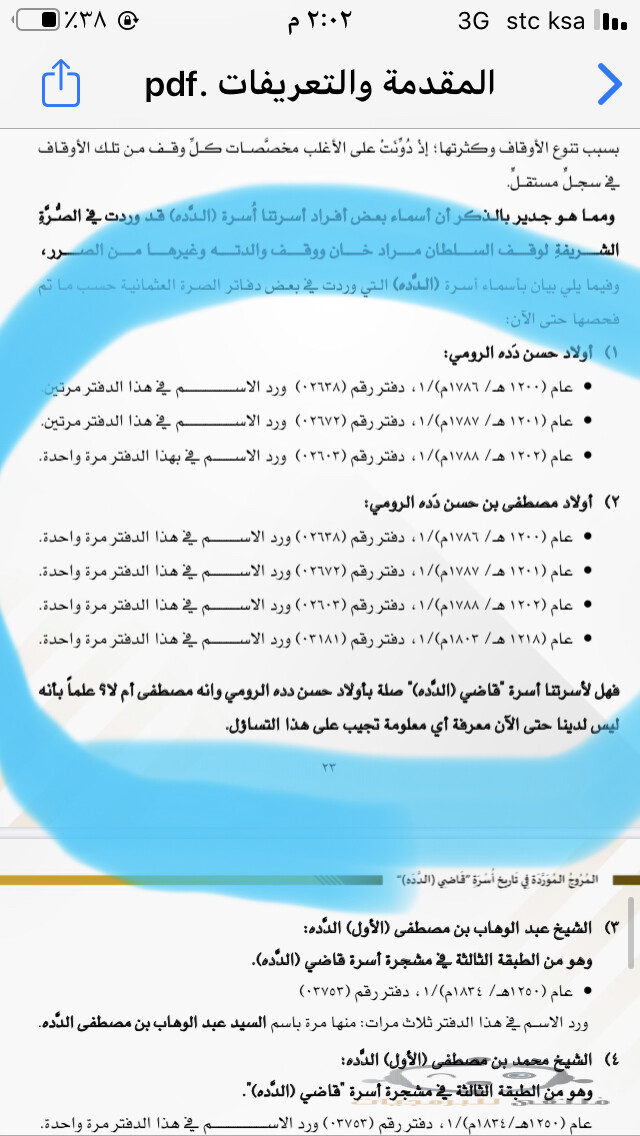 ٢:٠٢ م
٪٣٨
3G stc ksa
المقدمة والتعريفات .pdf
بسبب تنوع الأوقاف وكثرتها؛ إذْ دُوِّنَتْ على الأغلب مخصَّصات كلِّ وقف من تلك الأوقاف
في سجلٍّ مستقلٍّ.
ومما هو جدير بالذكر أن أسماء بعض أفراد أسرتنا أُسرة (الدَّده) قد وردت في الصُّرَّةِ
الشريفةِ لوقف السلطان مراد خان ووقف والدته وغيرها من الصرر،
وفيما يلي بيان بأسماء أسرة (الدَّده) التي وردت في بعض دفاتر الصرة العثمانية حسب ما تم
فحصها حتى الآن:
١) أولاد حسن دَده الرومي:
• عام (١٢٠٠ هـ/ ١٧٨٦م)/١، دفتر رقم (٠٢٦٣٨) ورد الاسم في هذا الدفتر مرتين.
• عام (١٢٠١ هـ/ ١٧٨٧م)/١، دفتر رقم (٠٢٦٧٢) ورد الاسم في هذا الدفتر مرتين.
• عام (١٢٠٢ هـ/ ١٧٨٨م)/١، دفتر رقم (٠٢٦٠٣) ورد الاسم في بهذا الدفتر مرة واحدة.
٢) أولاد مصطفى بن حسن دَده الرومي:
• عام (١٢٠٠ هـ/ ١٧٨٦م)/١، دفتر رقم (٠٢٦٣٨) ورد الاسم في هذا الدفتر مرة واحدة.
• عام (١٢٠١ هـ/ ١٧٨٧م)/١، دفتر رقم (٠٢٦٧٢) ورد الاسم في هذا الدفتر مرة واحدة.
• عام (١٢٠٢ هـ/ ١٧٨٨م)/١، دفتر رقم (٠٢٦٠٣) ورد الاسم في هذا الدفتر مرة واحدة.
• عام (١٢١٨ هـ/ ١٨٠٣م)/١، دفتر رقم (٠٣١٨١) ورد الاسم في هذا الدفتر مرة واحدة.
فهل لأسرتنا أسرة "قاضي (الدَّده)" صلة بأولاد حسن دده الرومي وانه مصطفى أم لا؟ علماً بأنه
ليس لدينا حتى الآن معرفة أي معلومة تجيب على هذا التساؤل.
٢٣
المُرُوجُ المُوَرَّدَة فِي تَارِيخ أُسْرَةِ "قَاضِي (الدَّدَه)"
٣) الشيخ عبد الوهاب بن مصطفى (الأول) الدَّده:
وهو من الطبقة الثالثة في مشجرة أسرة قاضي (الدَّده).
• عام (١٢٥٠هـ/ ١٨٣٤م)/١، دفتر رقم (٠٣٧٥٣)
ورد الاسم في هذا الدفتر ثلاث مرات: منها مرة باسم السيد عبد الوهاب بن مصطفى الدَّده.
٤) الشيخ محمد بن مصطفى (الأول) الدَّده:
وهو من الطبقة الثالثة في مشجرة أسرة "قاضي (الدَّده)".
عام (١٢٥٠هـ/١٨٣٤م)/١، دفتر رقم (٠٣٧٥٣) ورد الاسم في هذا الدفتر مرة واحدة.